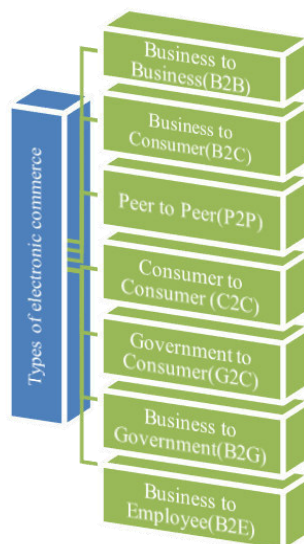 Types of electronic commerce
Business to
Business(B2B)
Business to
Consumer(B2C)
Peer to Peer(P2P)
Consumer to
Consumer (C2C)
Government to
Consumer(G2C)
Business to
Government(B2G)
Business to
Employee(B2E)